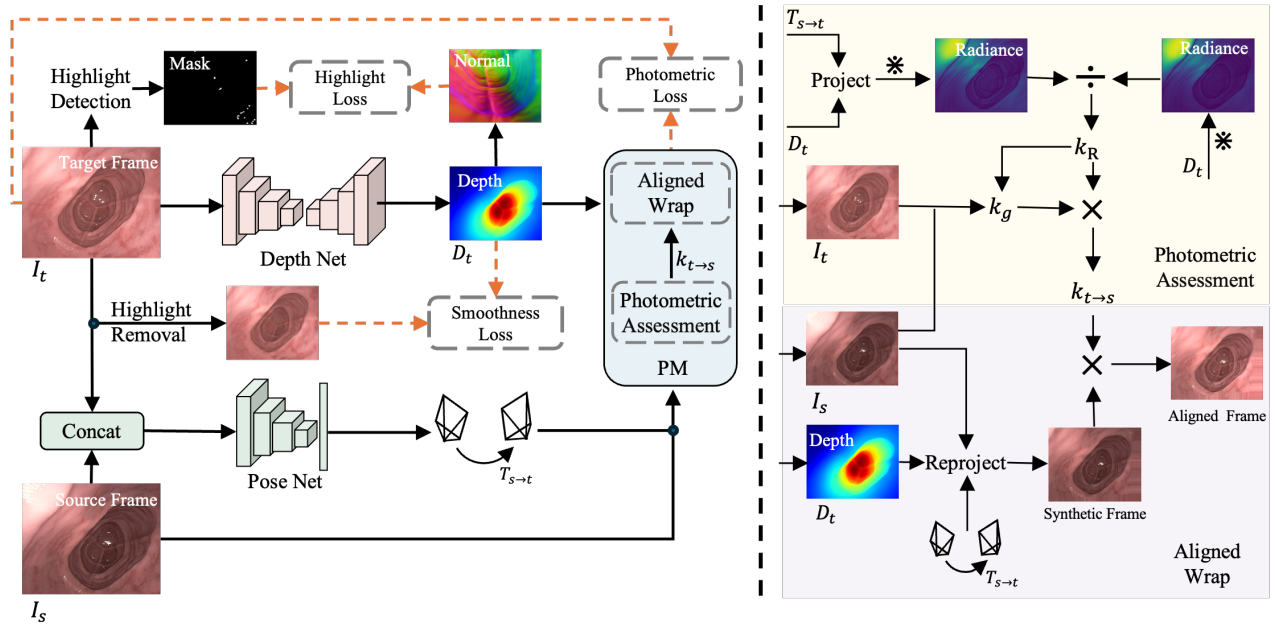 Highlight
Detection
Mask
Highlight
Loss
Normal
Photometric
Loss
Target Frame
I_t
Depth Net
Depth
D_t
Aligned
Wrap
k_{t→s}
Photometric
Assessment
PM
Highlight
Removal
Smoothness
Loss
Concat
Pose Net
T_{s→t}
Source Frame
I_s
T_{s→t}
Project
※
Radiance
÷
Radiance
D_t
k_R
※
D_t
I_t
k_g
×
Photometric
Assessment
k_{t→s}
I_s
×
Aligned Frame
Depth
D_t
Reproject
Synthetic Frame
T_{s→t}
Aligned
Wrap